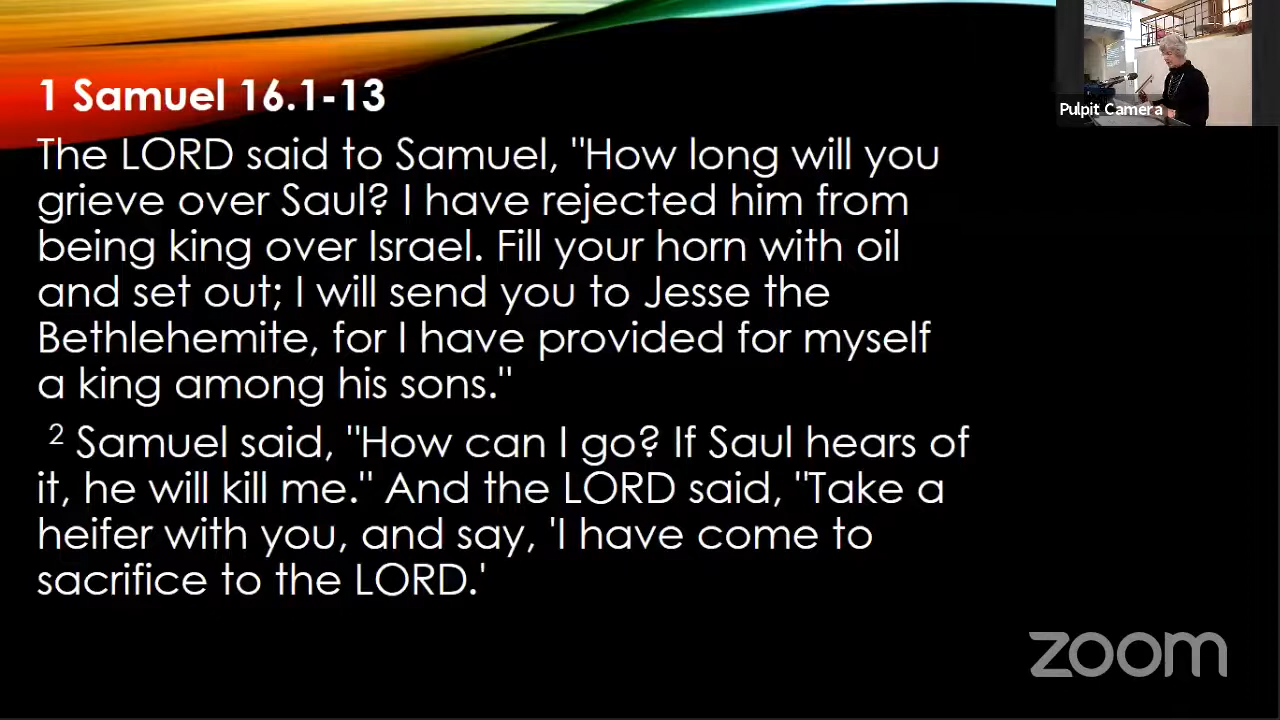 1 Samuel 16.1-13
The LORD said to Samuel, "How long will you
grieve over Saul? I have rejected him from
being king over Israel. Fill your horn with oil
and set out; I will send you to Jesse the
Bethlehemite, for I have provided for myself
a king among his sons."
2 Samuel said, "How can I go? If Saul hears of
it, he will kill me." And the LORD said, "Take a
heifer with you, and say, 'I have come to
sacrifice to the LORD.'
Pulpit Camera
zoom